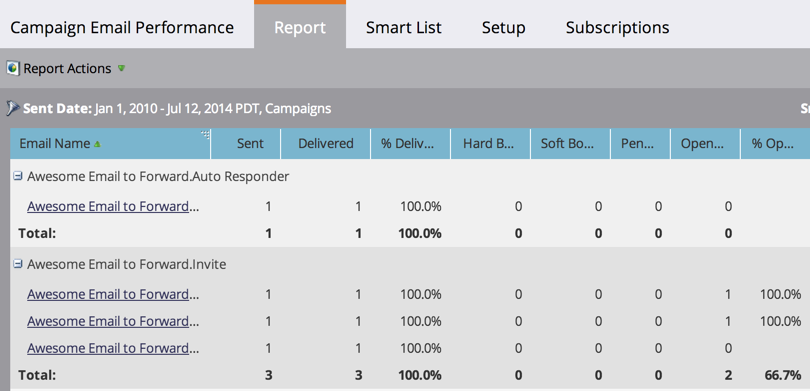 Campaign Email Performance Report Smart List Setup Subscriptions
Report Actions
Sent Date: Jan 1, 2010 - Jul 12, 2014 PDT, Campaigns
Email Name Sent Delivered % Deliv... Hard B... Soft Bo... Pen... Open... % Op...
Awesome Email to Forward.Auto Responder
Awesome Email to Forward... 1 1 100.0% 0 0 0 0
Total: 1 1 100.0% 0 0 0 0
Awesome Email to Forward.Invite
Awesome Email to Forward... 1 1 100.0% 0 0 0 1 100.0%
Awesome Email to Forward... 1 1 100.0% 0 0 0 1 100.0%
Awesome Email to Forward... 1 1 100.0% 0 0 0 0
Total: 3 3 100.0% 0 0 0 2 66.7%